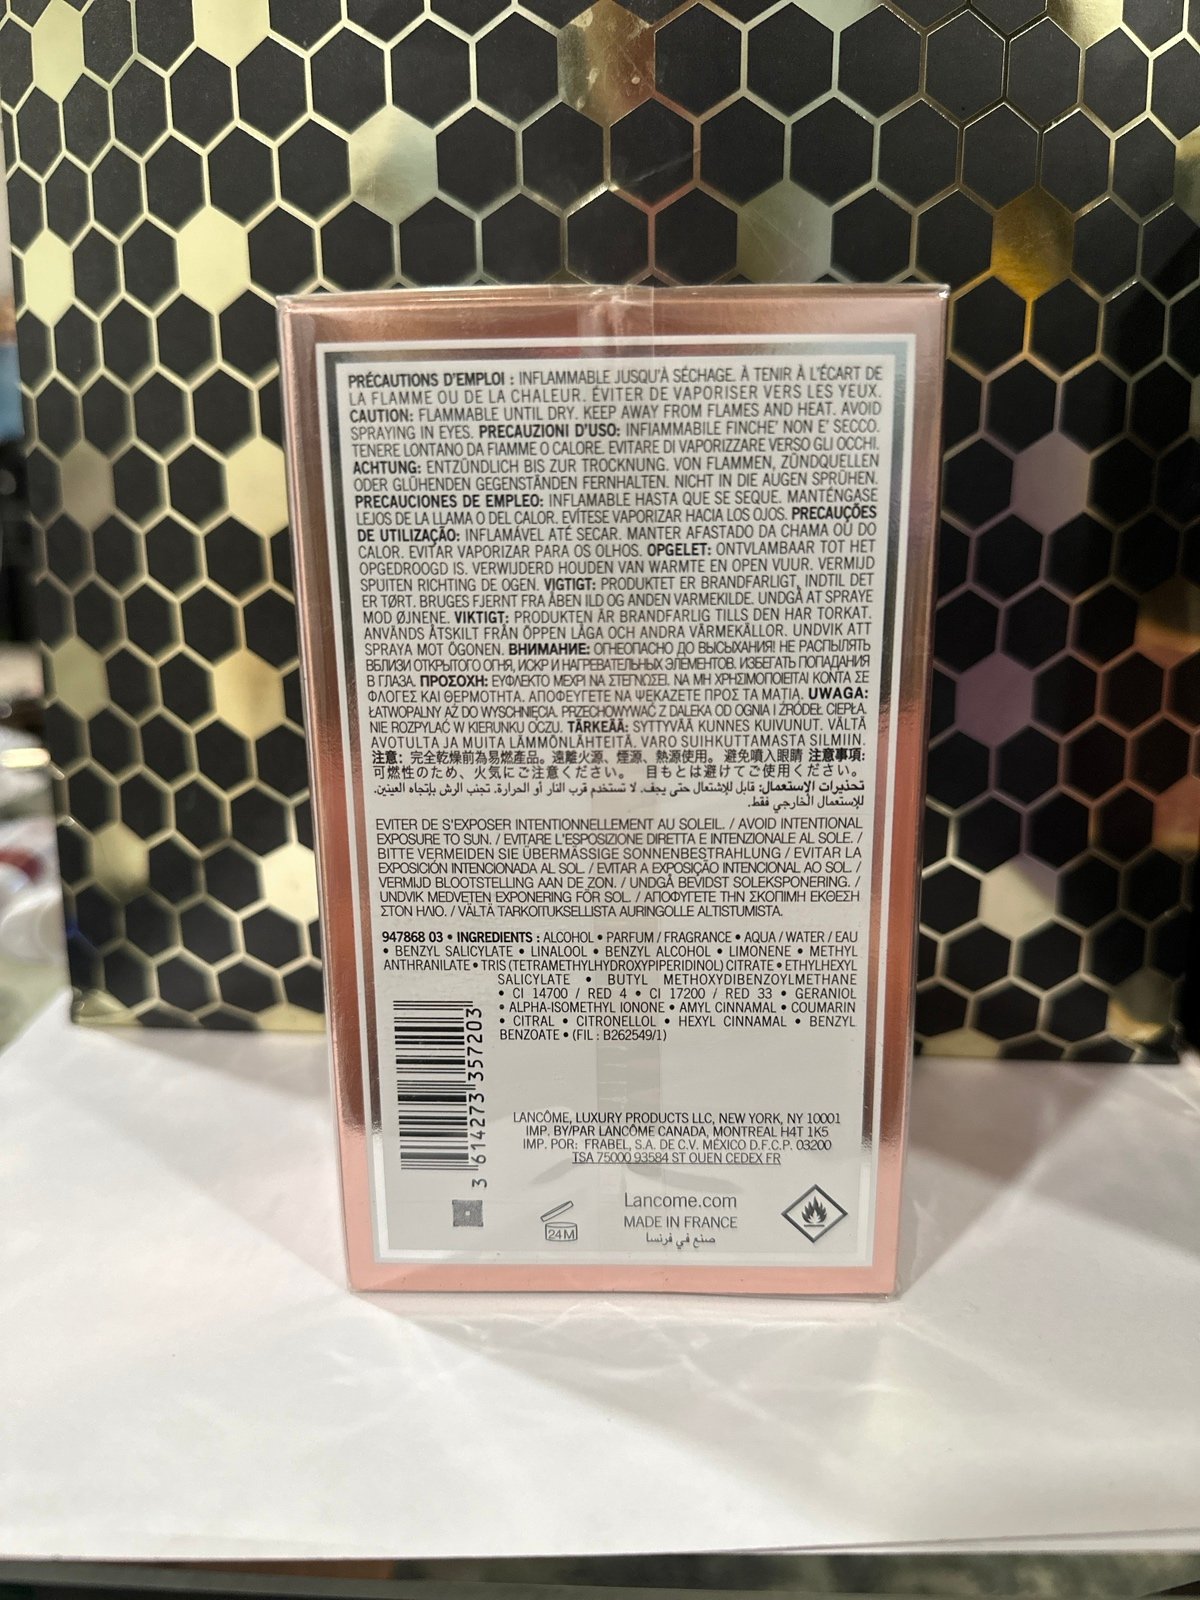 PRÉCAUTIONS D'EMPLOI : INFLAMMABLE JUSQU'À SÉCHAGE. À TENIR À L'ÉCART DE
LA FLAMME OU DE LA CHALEUR. ÉVITER DE VAPORISER VERS LES YEUX.
CAUTION: FLAMMABLE UNTIL DRY. KEEP AWAY FROM FLAMES AND HEAT. AVOID
SPRAYING IN EYES. PRECAUZIONI D'USO: INFIAMMABILE FINCHE' NON E' SECCO.
TENERE LONTANO DA FIAMME O CALORE. EVITARE DI VAPORIZZARE VERSO GLI OCCHI.
ACHTUNG: ENTZÜNDLICH BIS ZUR TROCKNUNG. VON FLAMMEN, ZÜNDQUELLEN
ODER GLÜHENDEN GEGENSTÄNDEN FERNHALTEN. NICHT IN DIE AUGEN SPRÜHEN.
PRECAUCIONES DE EMPLEO: INFLAMABLE HASTA QUE SE SEQUE. MANTÉNGASE
LEJOS DE LA LLAMA O DEL CALOR. EVÍTESE VAPORIZAR HACIA LOS OJOS. PRECAUÇÕES
DE UTILIZAÇÃO: INFLAMÁVEL ATÉ SECAR. MANTER AFASTADO DA CHAMA OU DO
CALOR. EVITAR VAPORIZAR PARA OS OLHOS. OPGELET: ONTVLAMBAAR TOT HET
OPGEDROOGD IS. VERWIJDERD HOUDEN VAN WARMTE EN OPEN VUUR. VERMIJD
SPUITEN RICHTING DE OGEN. VIGTIGT: PRODUKTET ER BRANDFARLIGT, INDTIL DET
ER TØRT. BRUGES FJERNT FRA ÅBEN ILD OG ANDEN VARMEKILDE. UNDGÅ AT SPRAYE
MOD ØJNENE. VIKTIGT: PRODUKTEN ÄR BRANDFARLIG TILLS DEN HAR TORKAT.
ANVÄNDS ÅTSKILT FRÅN ÖPPEN LÅGA OCH ANDRA VÄRMEKÄLLOR. UNDVIK ATT
SPRAYA MOT ÖGONEN. ВНИМАНИЕ: ОГНЕОПАСНО ДО ВЫСЫХАНИЯ! НЕ РАСПЫЛЯТЬ
ВБЛИЗИ ОТКРЫТОГО ОГНЯ, ИСКР И НАГРЕВАТЕЛЬНЫХ ЭЛЕМЕНТОВ. ИЗБЕГАТЬ ПОПАДАНИЯ
В ГЛАЗА. ΠΡΟΣΟΧΗ: ΕΥΦΛΕΚΤΟ ΜΕΧΡΙ ΝΑ ΣΤΕΓΝΩΣΕΙ. ΝΑ ΜΗ ΧΡΗΣΙΜΟΠΟΙΕΙΤΑΙ ΚΟΝΤΑ ΣΕ
ΦΛΟΓΕΣ ΚΑΙ ΘΕΡΜΟΤΗΤΑ. ΑΠΟΦΕΥΓΕΤΕ ΝΑ ΨΕΚΑΖΕΤΕ ΠΡΟΣ ΤΑ ΜΑΤΙΑ. UWAGA:
ŁATWOPALNY AŻ DO WYSCHNIĘCIA. PRZECHOWYWAĆ Z DALEKA OD OGNIA I ŹRÓDEŁ CIEPŁA.
NIE ROZPYLAĆ W KIERUNKU OCZU. TÄRKEÄÄ: SYTTYVÄÄ KUNNES KUIVUNUT. VÄLTÄ
AVOTULTA JA MUITA LÄMMÖNLÄHTEITÄ. VARO SUIHKUTTAMASTA SILMIIN.
注意: 完全乾燥前為易燃產品。遠離火源、煙源、熱源使用。 避免噴入眼睛 注意事項:
可燃性のため、火気にご注意ください。 目もとは避けてご使用ください。
تحذيرات الإستعمال: قابل للإشتعال حتى يجف. لا تستخدم قرب النار أو الحرارة. تجنب الرش بإتجاه العينين.
للإستعمال الخارجي فقط.
EVITER DE S'EXPOSER INTENTIONNELLEMENT AU SOLEIL. / AVOID INTENTIONAL
EXPOSURE TO SUN. / EVITARE L'ESPOSIZIONE DIRETTA E INTENZIONALE AL SOLE. /
BITTE VERMEIDEN SIE ÜBERMÄSSIGE SONNENBESTRAHLUNG / EVITAR LA
EXPOSICIÓN INTENCIONADA AL SOL. / EVITAR A EXPOSIÇÃO INTENCIONAL AO SOL. /
VERMIJD BLOOTSTELLING AAN DE ZON. / UNDGÅ BEVIDST SOLEKSPONERING. /
UNDVIK MEDVETEN EXPONERING FÖR SOL. / ΑΠΟΦΥΓΕΤΕ ΤΗΝ ΣΚΟΠΙΜΗ ΕΚΘΕΣΗ
ΣΤΟΝ ΗΛΙΟ. / VÄLTÄ TARKOITUKSELLISTA AURINGOLLE ALTISTUMISTA.
947868 03 • INGREDIENTS : ALCOHOL • PARFUM / FRAGRANCE • AQUA / WATER / EAU
• BENZYL SALICYLATE • LINALOOL • BENZYL ALCOHOL • LIMONENE • METHYL
ANTHRANILATE • TRIS (TETRAMETHYLHYDROXYPIPERIDINOL) CITRATE • ETHYLHEXYL
SALICYLATE • BUTYL METHOXYDIBENZOYLMETHANE
• CI 14700 / RED 4 • CI 17200 / RED 33 • GERANIOL
• ALPHA-ISOMETHYL IONONE • AMYL CINNAMAL • COUMARIN
• CITRAL • CITRONELLOL • HEXYL CINNAMAL • BENZYL
BENZOATE • (FIL : B262549/1)
3 614273 357203
LANCÔME, LUXURY PRODUCTS LLC, NEW YORK, NY 10001
IMP. BY/PAR LANCÔME CANADA, MONTREAL H4T 1K5
IMP. POR: FRABEL, S.A. DE C.V. MÉXICO D.F.C.P. 03200
TSA 75000 93584 ST OUEN CEDEX FR
Lancome.com
24M
MADE IN FRANCE
صنع في فرنسا